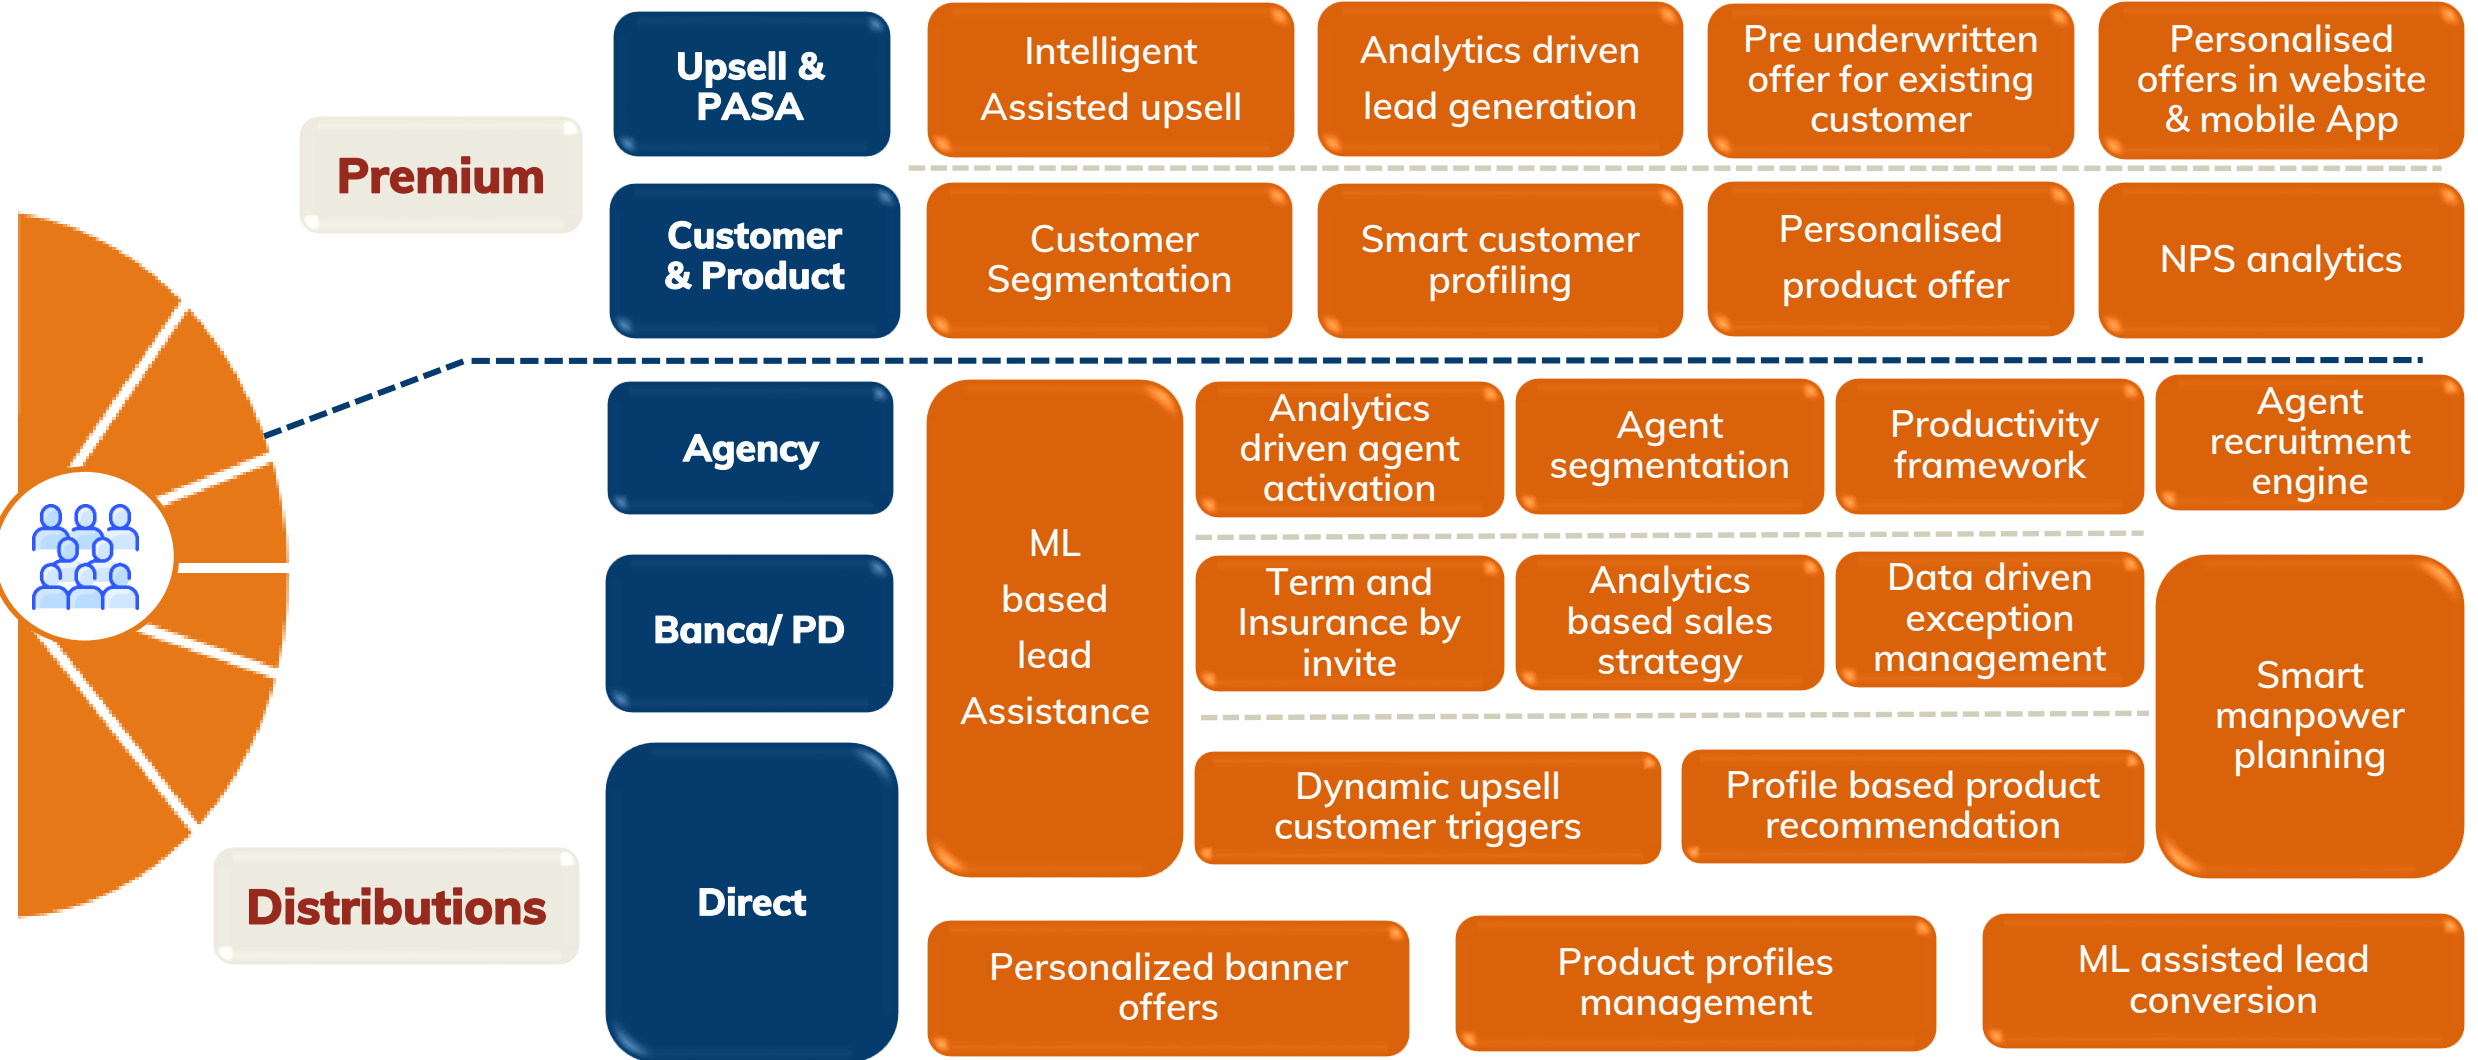 Premium
Upsell &
PASA
Intelligent
Assisted upsell
Analytics driven
lead generation
Pre underwritten
offer for existing
customer
Personalised
offers in website
& mobile App
Customer
& Product
Customer
Segmentation
Smart customer
profiling
Personalised
product offer
NPS analytics
Distributions
Agency
ML
based
lead
Assistance
Analytics
driven agent
activation
Agent
segmentation
Productivity
framework
Agent
recruitment
engine
Banca/ PD
Term and
Insurance by
invite
Analytics
based sales
strategy
Data driven
exception
management
Smart
manpower
planning
Direct
Dynamic upsell
customer triggers
Profile based product
recommendation
Personalized banner
offers
Product profiles
management
ML assisted lead
conversion